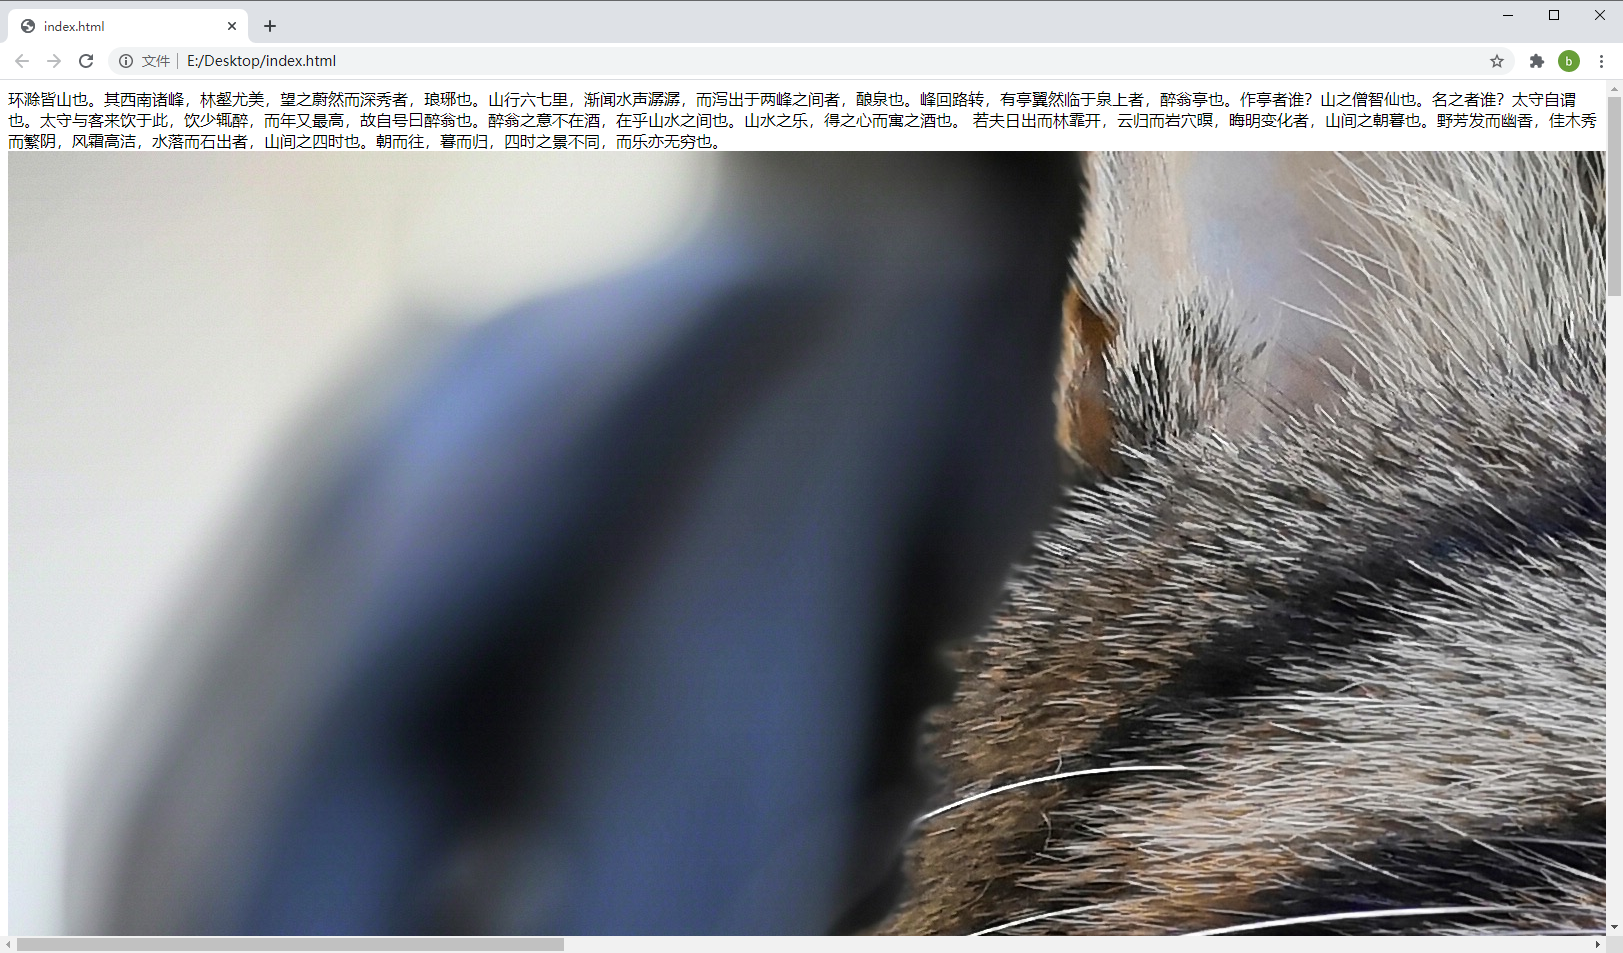 index.html
文件
E:/Desktop/index.html
b
环滁皆山也。其西南诸峰，林壑尤美，望之蔚然而深秀者，琅琊也。山行六七里，渐闻水声潺潺，而泻出于两峰之间者，酿泉也。峰回路转，有亭翼然临于泉上者，醉翁亭也。作亭者谁？山之僧智仙也。名之者谁？太守自谓
也。太守与客来饮于此，饮少辄醉，而年又最高，故自号曰醉翁也。醉翁之意不在酒，在乎山水之间也。山水之乐，得之心而寓之酒也。 若夫日出而林霏开，云归而岩穴暝，晦明变化者，山间之朝暮也。野芳发而幽香，佳木秀
而繁阴，风霜高洁，水落而石出者，山间之四时也。朝而往，暮而归，四时之景不同，而乐亦无穷也。